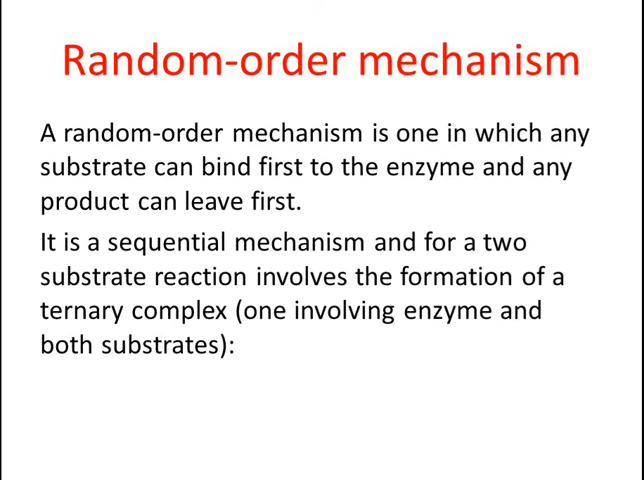 Random-order mechanism
A random-order mechanism is one in which any
substrate can bind first to the enzyme and any
product can leave first.
It is a sequential mechanism and for a two
substrate reaction involves the formation of a
ternary complex (one involving enzyme and
both substrates):